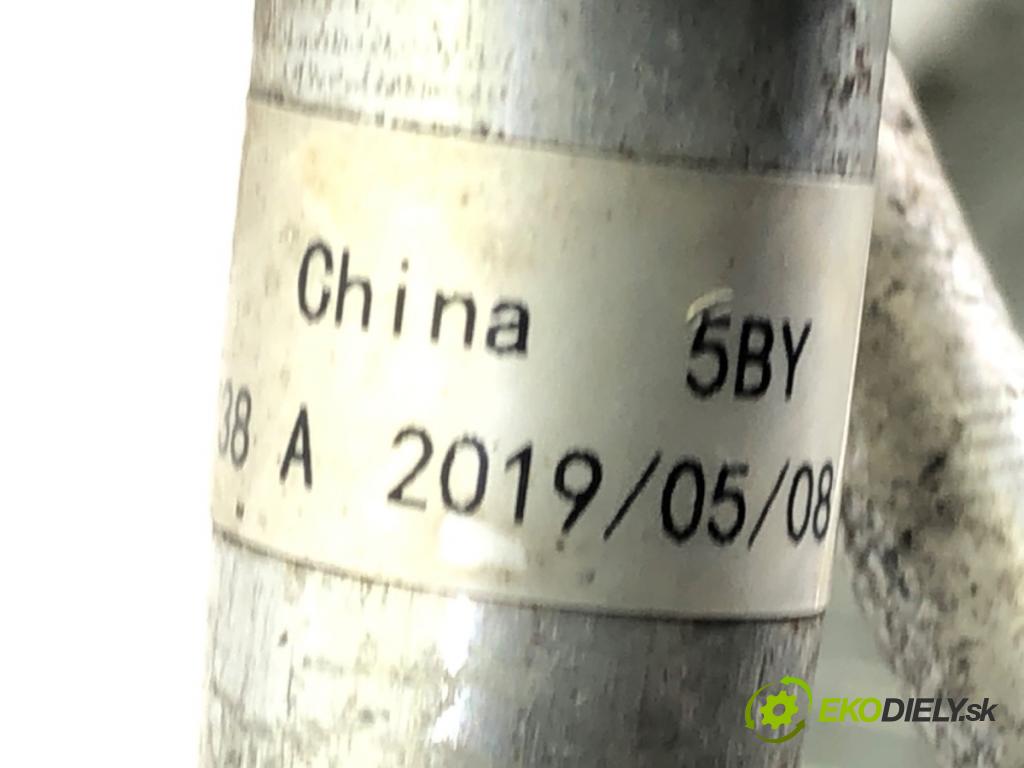 China 5BY
38 A 2019/05/08
EKODIELY.sk